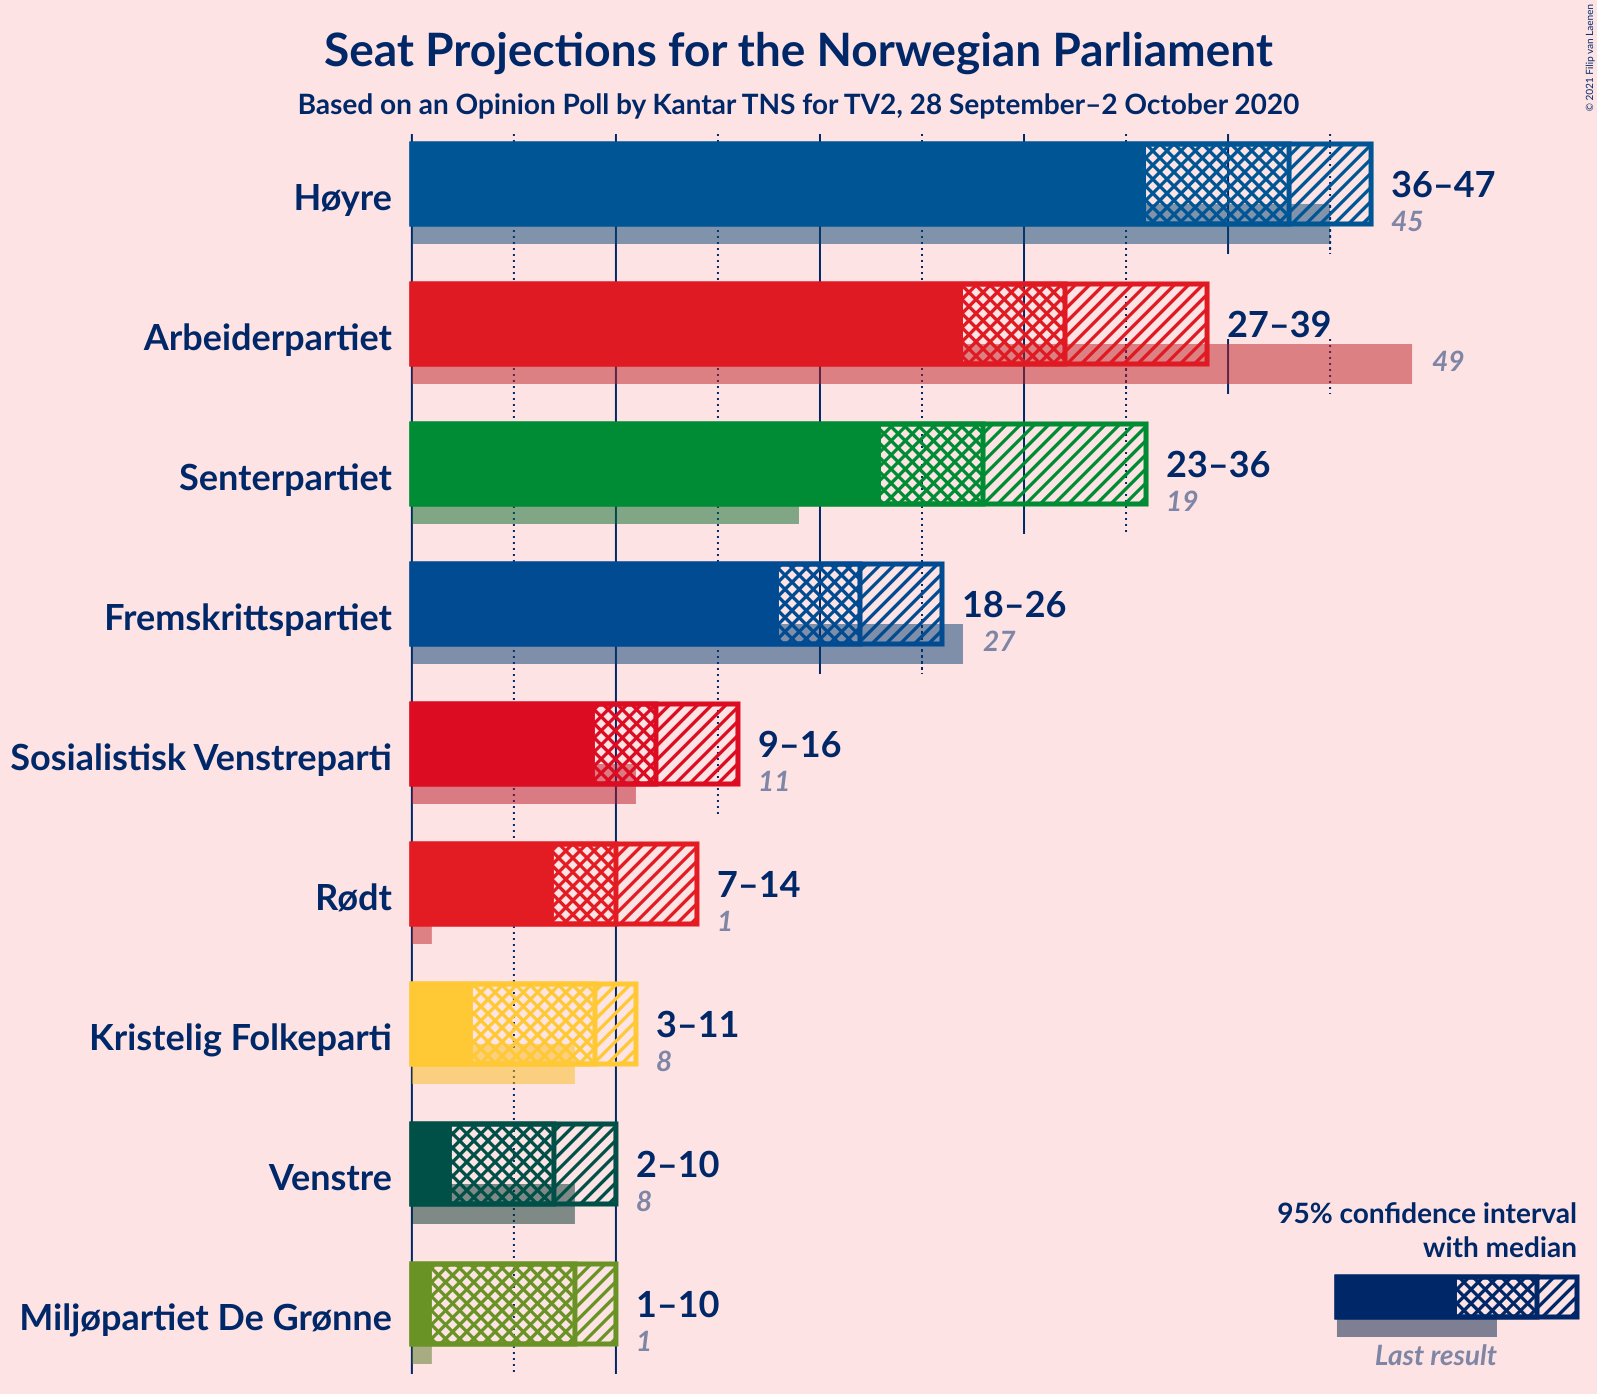 Seat Projections for the Norwegian Parliament
Based on an Opinion Poll by Kantar TNS for TV2, 28 September–2 October 2020
© 2021 Filip van Laenen
Høyre
36–47
45
Arbeiderpartiet
27–39
49
Senterpartiet
23–36
19
Fremskrittspartiet
18–26
27
Sosialistisk Venstreparti
9–16
11
Rødt
7–14
1
Kristelig Folkeparti
3–11
8
Venstre
2–10
8
Miljøpartiet De Grønne
1–10
1
95% confidence interval
with median
Last result